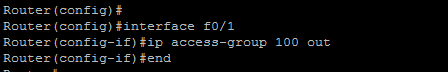 Router(config)#
Router(config)#interface f0/1
Router(config-if)#ip access-group 100 out
Router(config-if)#end